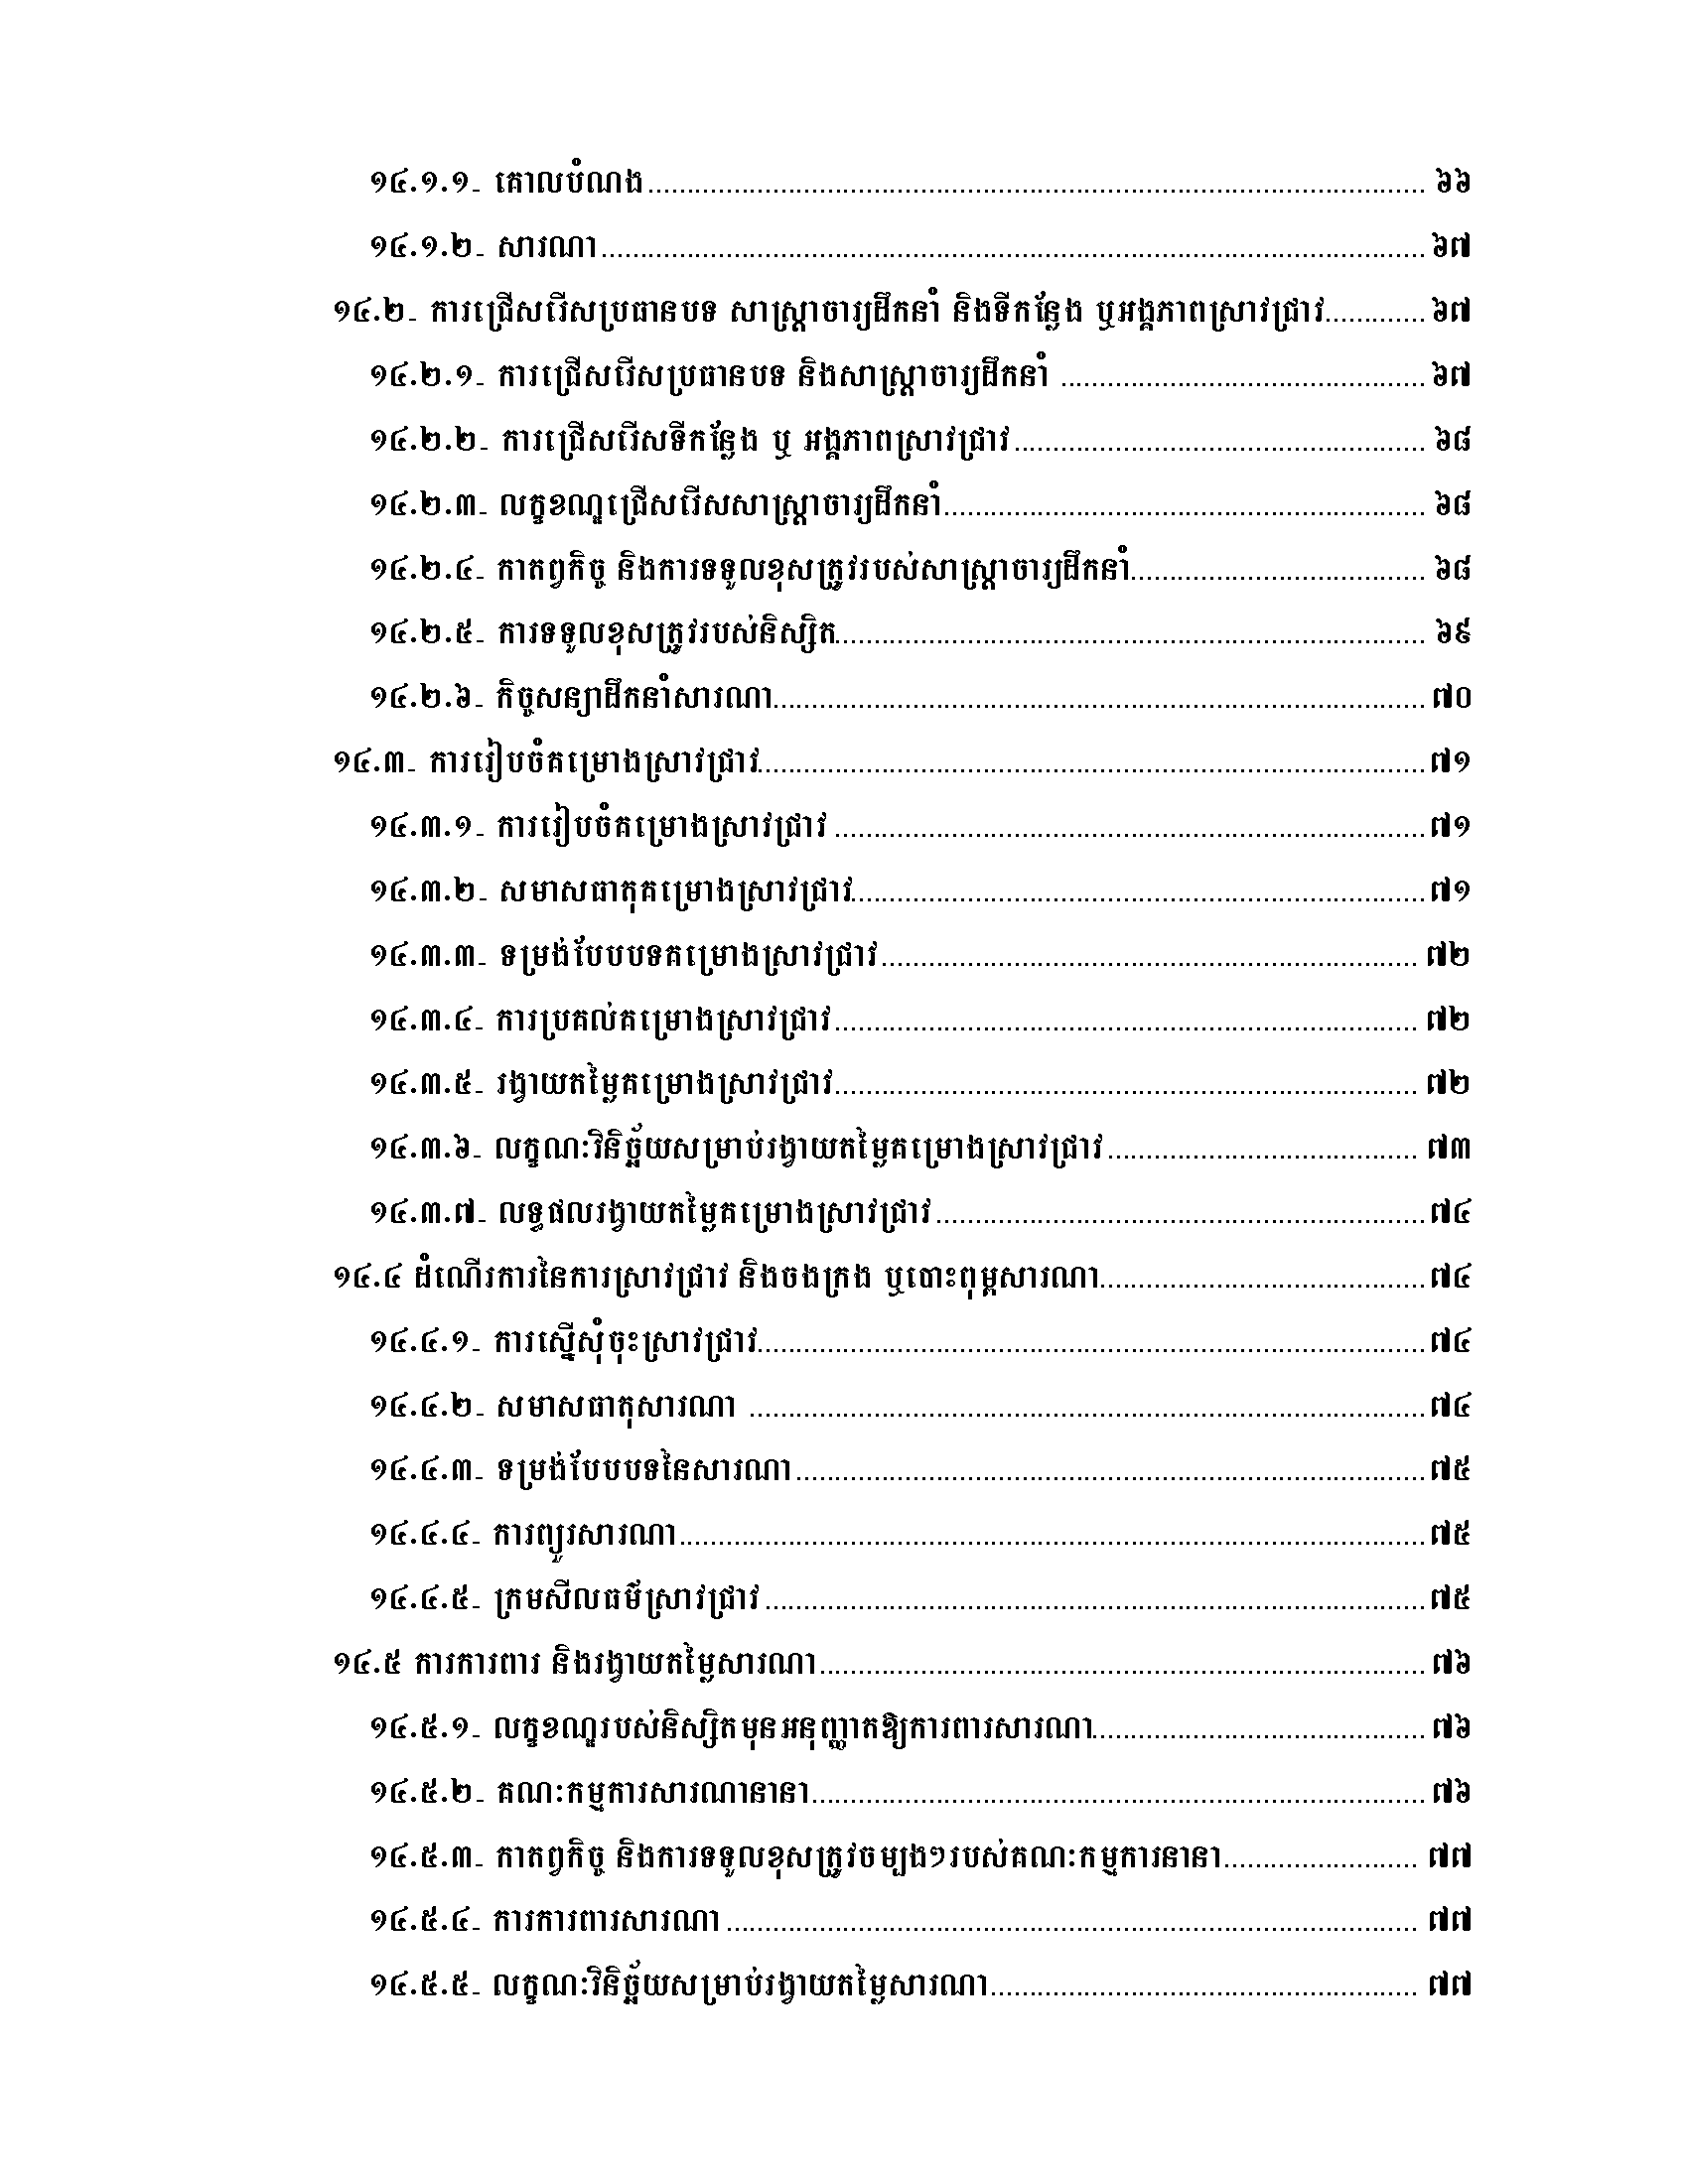 ១៤.១.១- គោលបំណង ........ ៦៦
១៤.១.២- សារណា ........ ៦៧
១៤.២- ការជ្រើសរើសប្រធានបទ សាស្ត្រាចារ្យដឹកនាំ និងទីកន្លែង ឬអង្គភាពស្រាវជ្រាវ ........ ៦៧
១៤.២.១- ការជ្រើសរើសប្រធានបទ និងសាស្ត្រាចារ្យដឹកនាំ ........ ៦៧
១៤.២.២- ការជ្រើសរើសទីកន្លែង ឬ អង្គភាពស្រាវជ្រាវ ........ ៦៨
១៤.២.៣- លក្ខខណ្ឌជ្រើសរើសសាស្ត្រាចារ្យដឹកនាំ ........ ៦៨
១៤.២.៤- កាតព្វកិច្ច និងការទទួលខុសត្រូវរបស់សាស្ត្រាចារ្យដឹកនាំ ........ ៦៨
១៤.២.៥- ការទទួលខុសត្រូវរបស់និស្សិត ........ ៦៩
១៤.២.៦- កិច្ចសន្យាដឹកនាំសារណា ........ ៧០
១៤.៣- ការរៀបចំគម្រោងស្រាវជ្រាវ ........ ៧១
១៤.៣.១- ការរៀបចំគម្រោងស្រាវជ្រាវ ........ ៧១
១៤.៣.២- សមាសធាតុគម្រោងស្រាវជ្រាវ ........ ៧១
១៤.៣.៣- ទម្រង់បែបបទគម្រោងស្រាវជ្រាវ ........ ៧២
១៤.៣.៤- ការប្រគល់គម្រោងស្រាវជ្រាវ ........ ៧២
១៤.៣.៥- រង្វាយតម្លៃគម្រោងស្រាវជ្រាវ ........ ៧២
១៤.៣.៦- លក្ខណៈវិនិច្ឆ័យសម្រាប់រង្វាយតម្លៃគម្រោងស្រាវជ្រាវ ........ ៧៣
១៤.៣.៧- លទ្ធផលរង្វាយតម្លៃគម្រោងស្រាវជ្រាវ ........ ៧៤
១៤.៤ ដំណើរការនៃការស្រាវជ្រាវ និងចងក្រង ឬបោះពុម្ពសារណា ........ ៧៤
១៤.៤.១- ការស្នើសុំចុះស្រាវជ្រាវ ........ ៧៤
១៤.៤.២- សមាសធាតុសារណា ........ ៧៤
១៤.៤.៣- ទម្រង់បែបបទនៃសារណា ........ ៧៥
១៤.៤.៤- ការព្យួរសារណា ........ ៧៥
១៤.៤.៥- ក្រមសីលធម៌ស្រាវជ្រាវ ........ ៧៥
១៤.៥ ការការពារ និងរង្វាយតម្លៃសារណា ........ ៧៦
១៤.៥.១- លក្ខខណ្ឌរបស់និស្សិតមុនអនុញ្ញាតឱ្យការពារសារណា ........ ៧៦
១៤.៥.២- គណៈកម្មការសារណានានា ........ ៧៦
១៤.៥.៣- កាតព្វកិច្ច និងការទទួលខុសត្រូវចម្បងៗរបស់គណៈកម្មការនានា ........ ៧៧
១៤.៥.៤- ការការពារសារណា ........ ៧៧
១៤.៥.៥- លក្ខណៈវិនិច្ឆ័យសម្រាប់រង្វាយតម្លៃសារណា ........ ៧៧